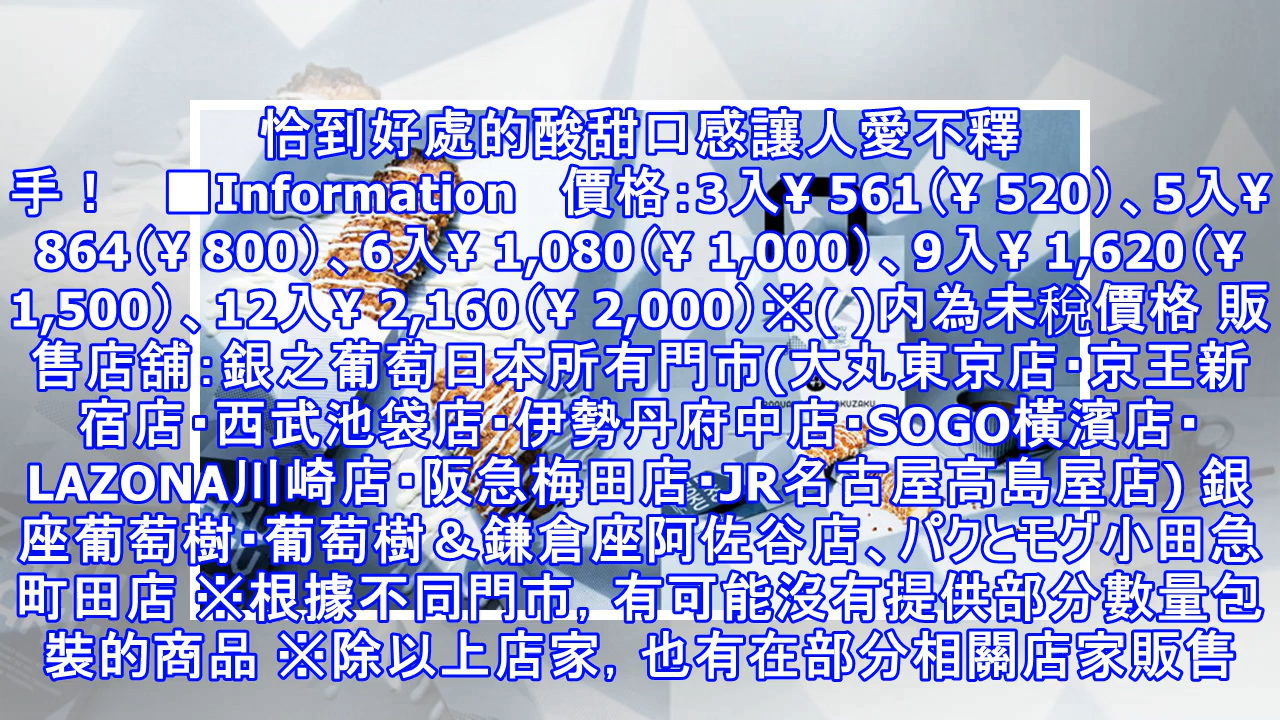 恰到好處的酸甜口感讓人愛不釋
手！　■Information　價格：3入¥ 561（¥ 520）、5入¥
864（¥ 800）、6入¥ 1,080（¥ 1,000）、9入¥ 1,620（¥
1,500）、12入¥ 2,160（¥ 2,000）※( )内為未稅價格 販
售店舖：銀之葡萄日本所有門市(大丸東京店・京王新
宿店・西武池袋店・伊勢丹府中店・SOGO橫濱店・
LAZONA川崎店・阪急梅田店・JR名古屋高島屋店) 銀
座葡萄樹・葡萄樹＆鎌倉座阿佐谷店、パクとモグ小田急
町田店 ※根據不同門市，有可能沒有提供部分數量包
裝的商品 ※除以上店家，也有在部分相關店家販售